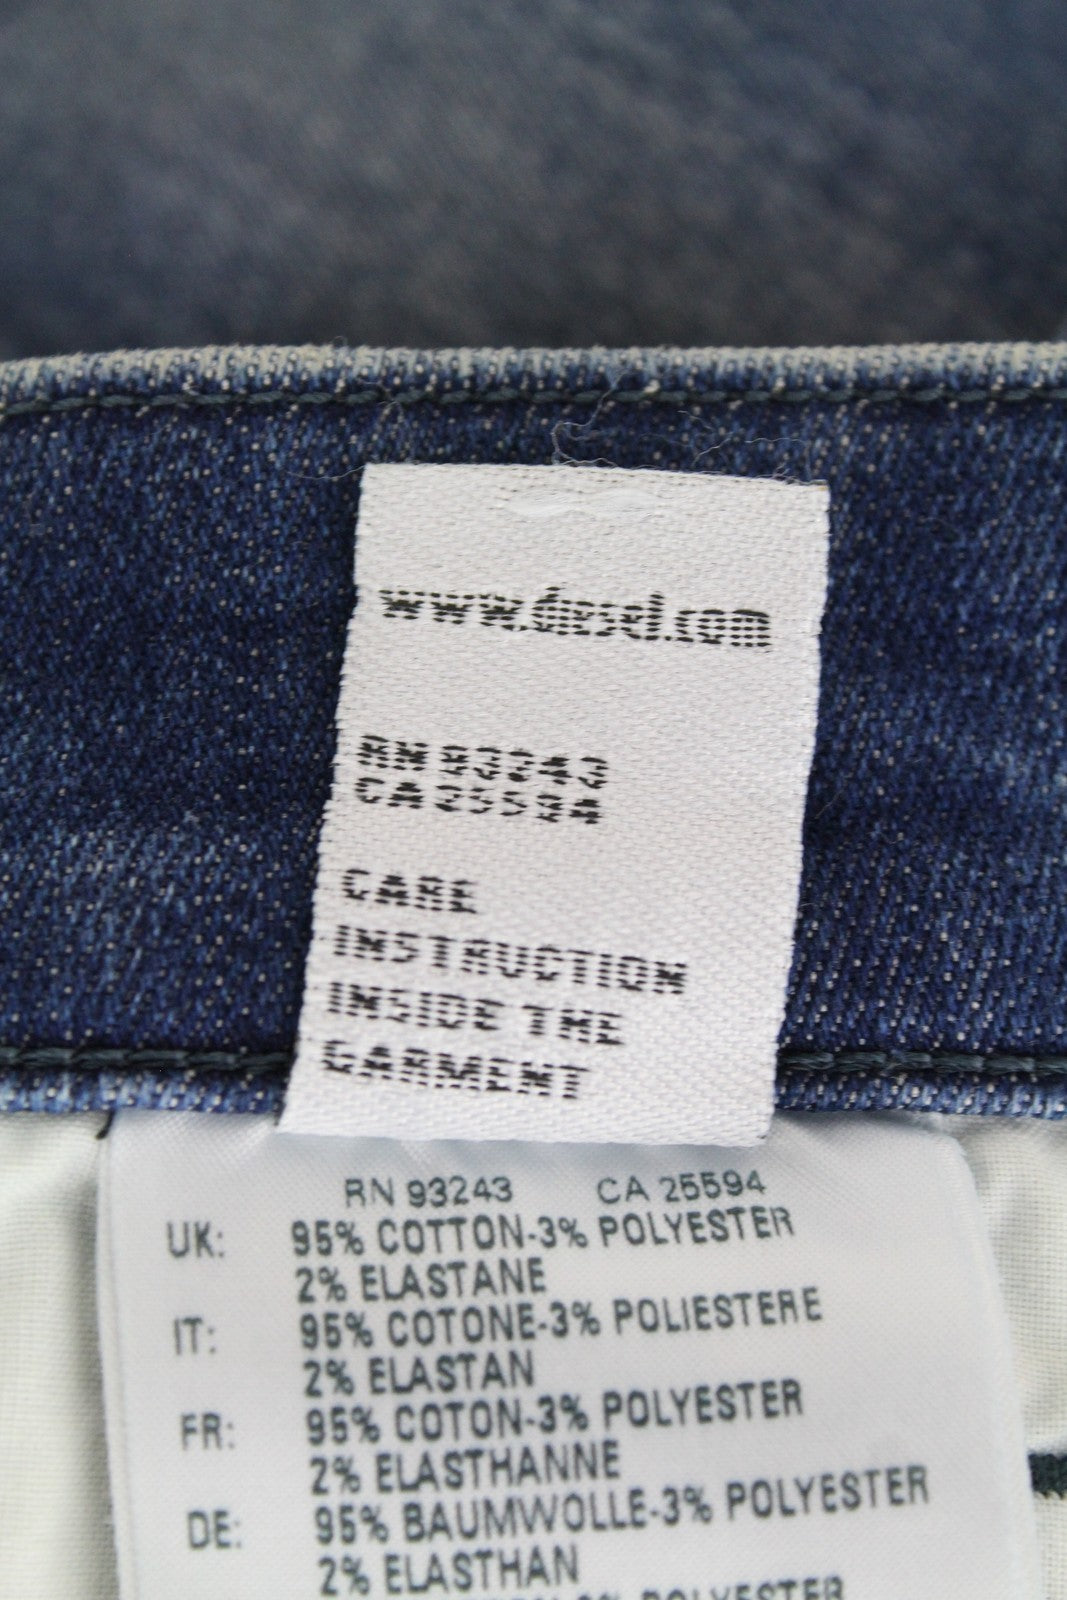 www.diesel.com
RN 93243
CA 25594
CARE
INSTRUCTION
INSIDE THE
GARMENT
RN 93243 CA 25594
UK: 95% COTTON-3% POLYESTER
2% ELASTANE
IT: 95% COTONE-3% POLIESTERE
2% ELASTAN
FR: 95% COTON-3% POLYESTER
2% ELASTHANNE
DE: 95% BAUMWOLLE-3% POLYESTER
2% ELASTHAN
POLYESTER